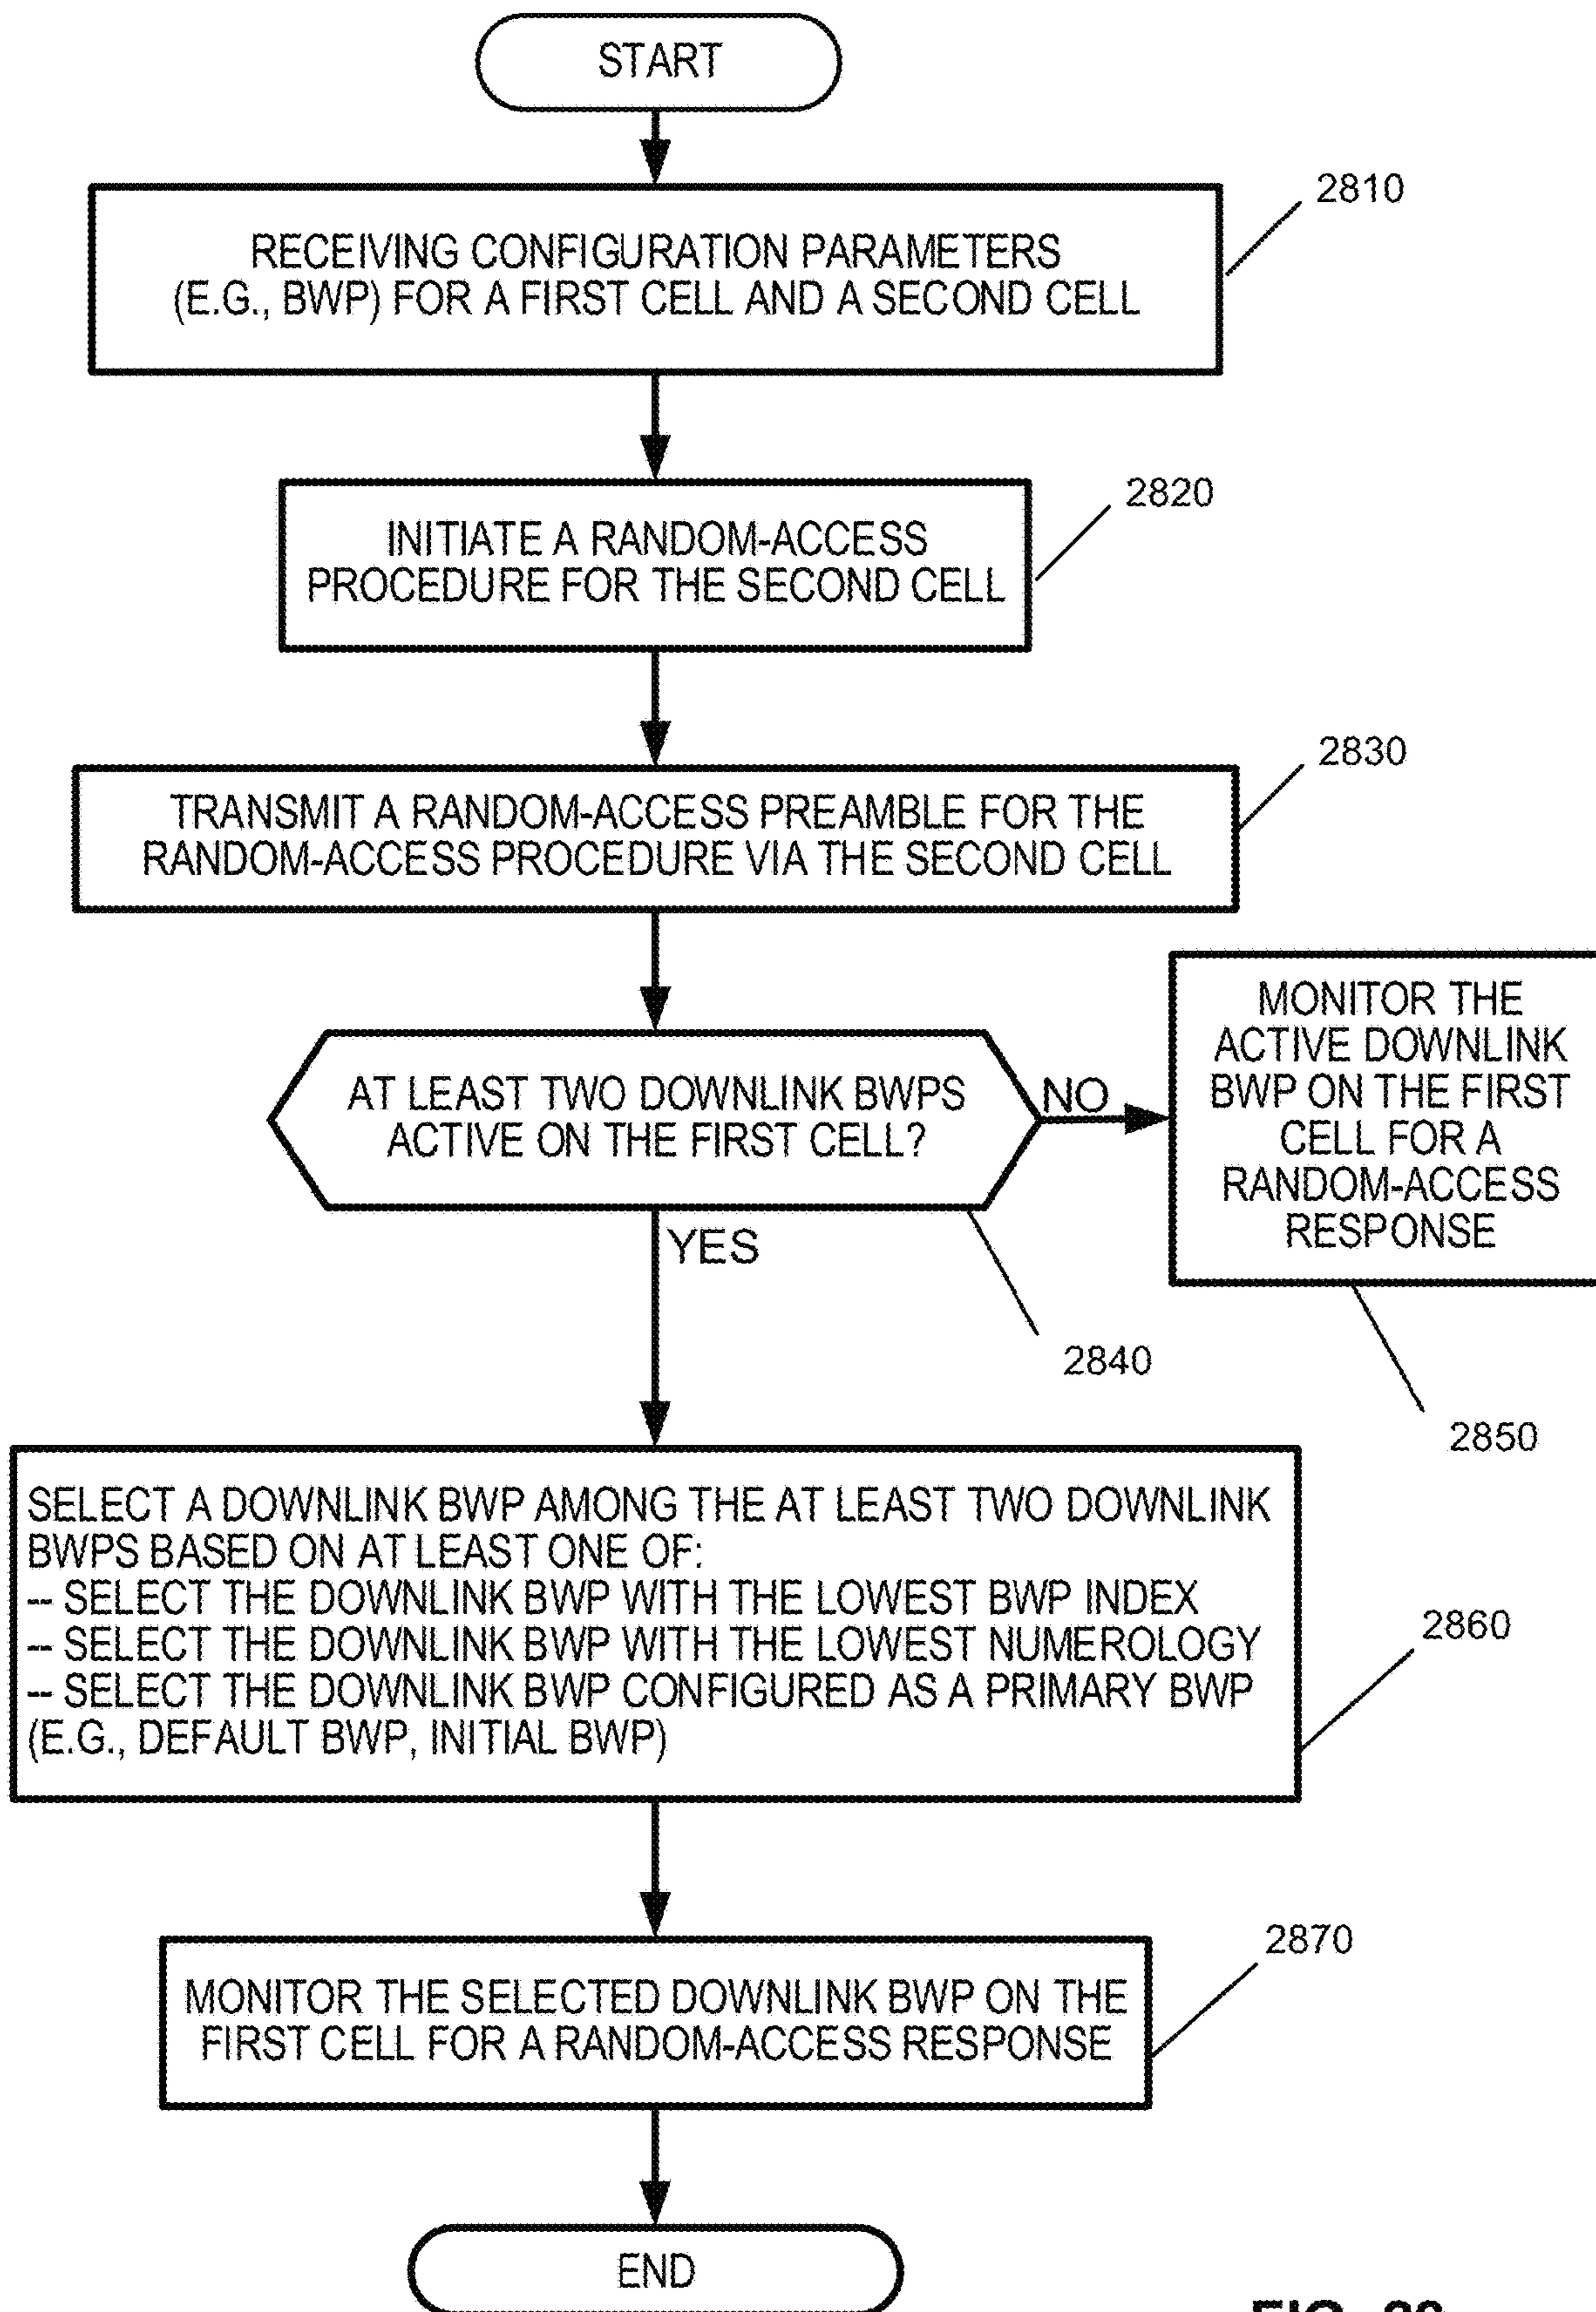 START
2810
RECEIVING CONFIGURATION PARAMETERS
(E.G., BWP) FOR A FIRST CELL AND A SECOND CELL
2820
INITIATE A RANDOM-ACCESS
PROCEDURE FOR THE SECOND CELL
2830
TRANSMIT A RANDOM-ACCESS PREAMBLE FOR THE
RANDOM-ACCESS PROCEDURE VIA THE SECOND CELL
AT LEAST TWO DOWNLINK BWPS
ACTIVE ON THE FIRST CELL?
NO
MONITOR THE
ACTIVE DOWNLINK
BWP ON THE FIRST
CELL FOR A
RANDOM-ACCESS
RESPONSE
YES
2840
2850
SELECT A DOWNLINK BWP AMONG THE AT LEAST TWO DOWNLINK
BWPS BASED ON AT LEAST ONE OF:
-- SELECT THE DOWNLINK BWP WITH THE LOWEST BWP INDEX
-- SELECT THE DOWNLINK BWP WITH THE LOWEST NUMEROLOGY
-- SELECT THE DOWNLINK BWP CONFIGURED AS A PRIMARY BWP
(E.G., DEFAULT BWP, INITIAL BWP)
2860
2870
MONITOR THE SELECTED DOWNLINK BWP ON THE
FIRST CELL FOR A RANDOM-ACCESS RESPONSE
END
FIG.